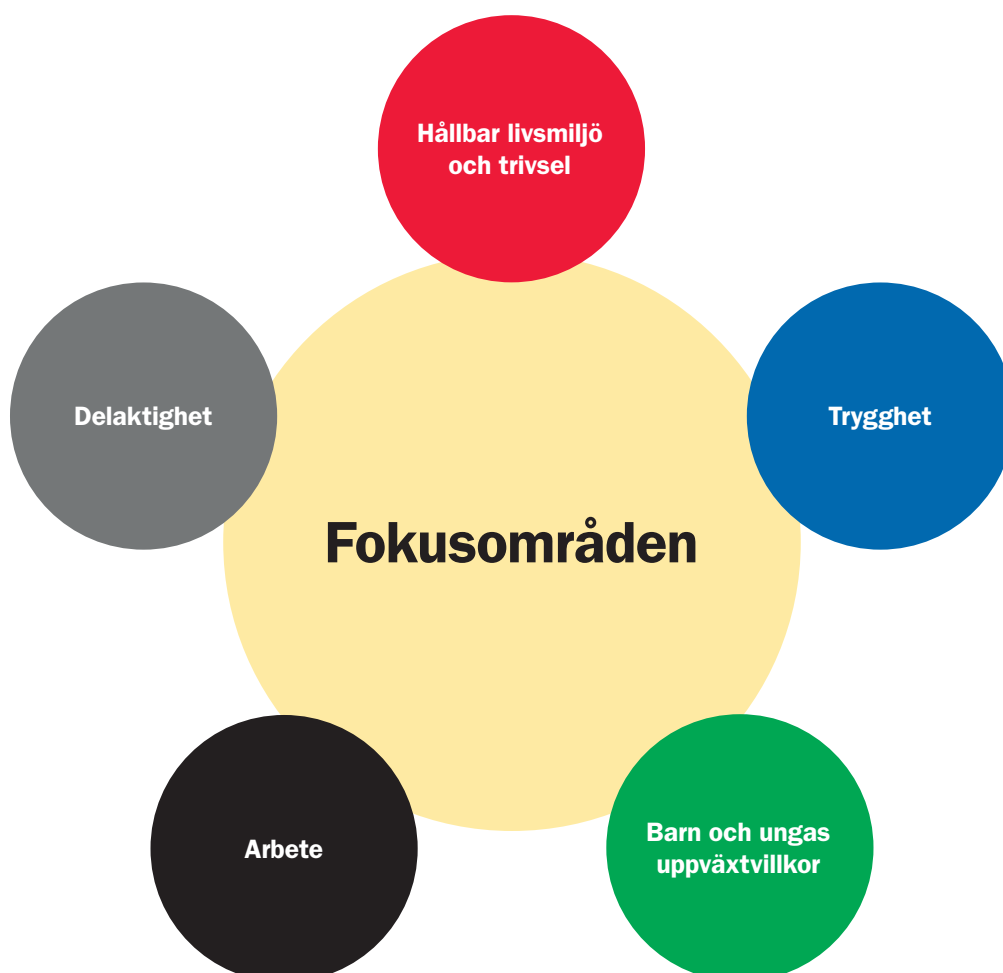 Hållbar livsmiljö
och trivsel
Delaktighet
Trygghet
Fokusområden
Arbete
Barn och ungas
uppväxtvillkor